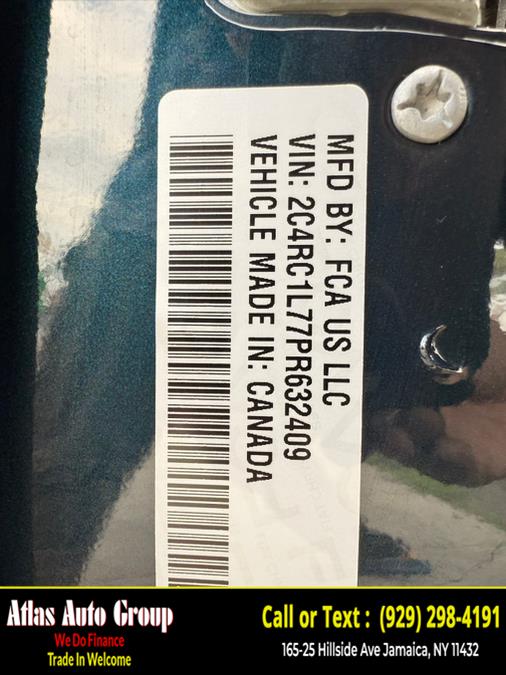 MFD BY: FCA US LLC
VIN: 2C4RC1L77PR632409
VEHICLE MADE IN: CANADA
Atlas Auto Group
We Do Finance
Trade In Welcome
Call or Text : (929) 298-4191
165-25 Hillside Ave Jamaica, NY 11432